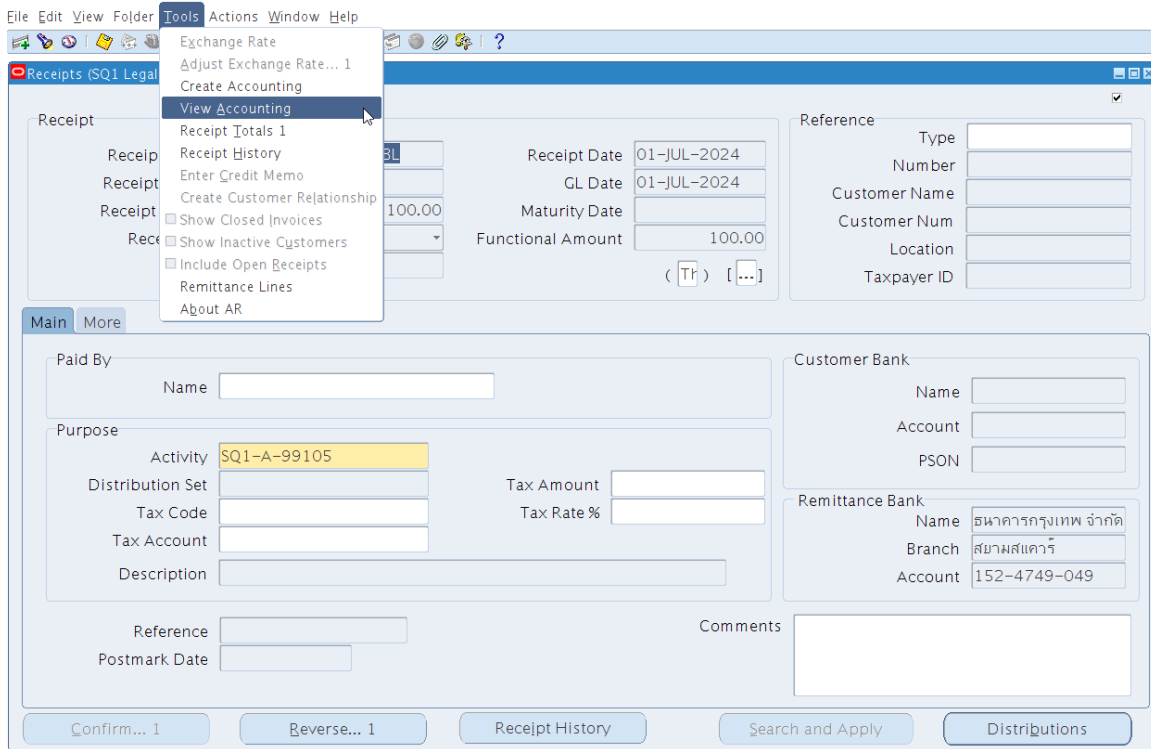 File Edit View Folder Tools Actions Window Help
Exchange Rate
Adjust Exchange Rate... 1
Create Accounting
View Accounting
Receipt Totals 1
Receipt History
Enter Credit Memo
Create Customer Relationship
Show Closed Invoices
Show Inactive Customers
Include Open Receipts
Remittance Lines
About AR
Receipts (SQ1 Legal
Receipt
BL
Receipt
100.00
Receipt
Receipt Date 01-JUL-2024
GL Date 01-JUL-2024
Maturity Date
Functional Amount 100.00
( Th ) [ ... ]
Reference
Type
Number
Customer Name
Customer Num
Location
Taxpayer ID
Main More
Paid By
Name
Purpose
Activity SQ1-A-99105
Distribution Set
Tax Code
Tax Account
Description
Tax Amount
Tax Rate %
Customer Bank
Name
Account
PSON
Remittance Bank
Name ธนาคารกรุงเทพ จำกัด
Branch สยามสแควร์
Account 152-4749-049
Reference
Postmark Date
Comments
Confirm... 1 Reverse... 1 Receipt History Search and Apply Distributions